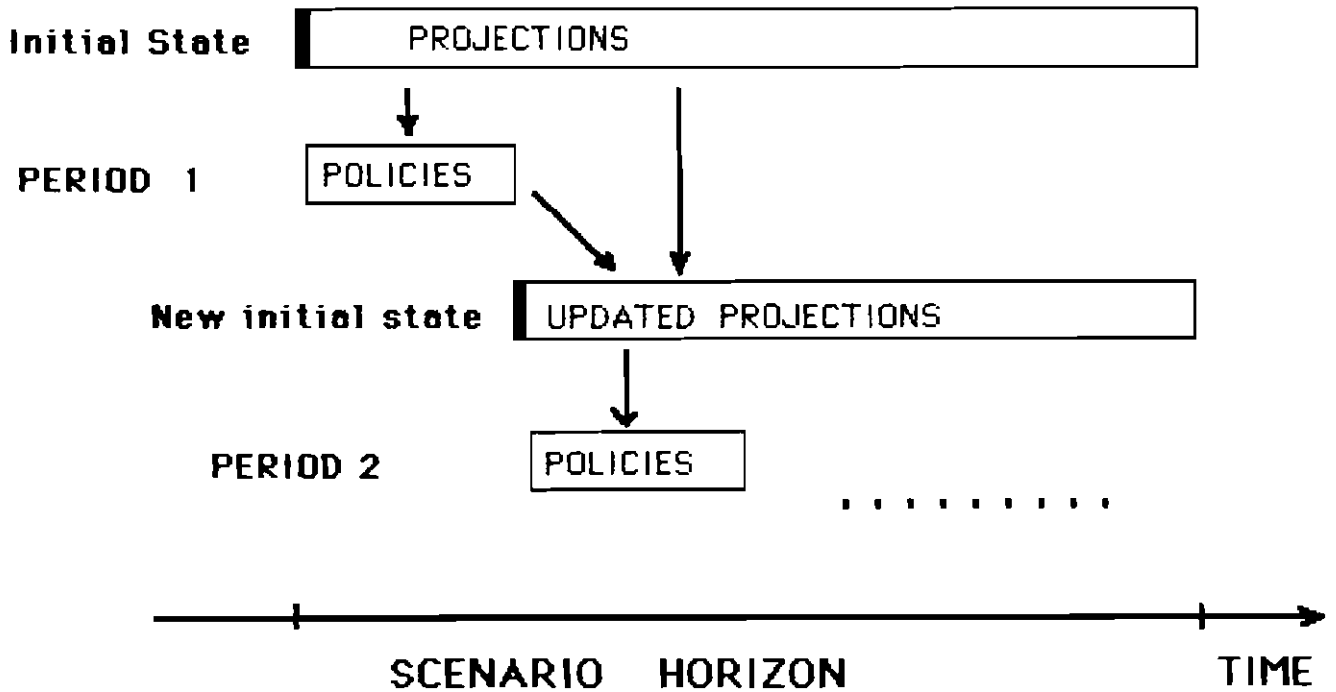 Initial State PROJECTIONS
PERIOD 1 POLICIES
New initial state UPDATED PROJECTIONS
PERIOD 2 POLICIES
.........
SCENARIO HORIZON TIME